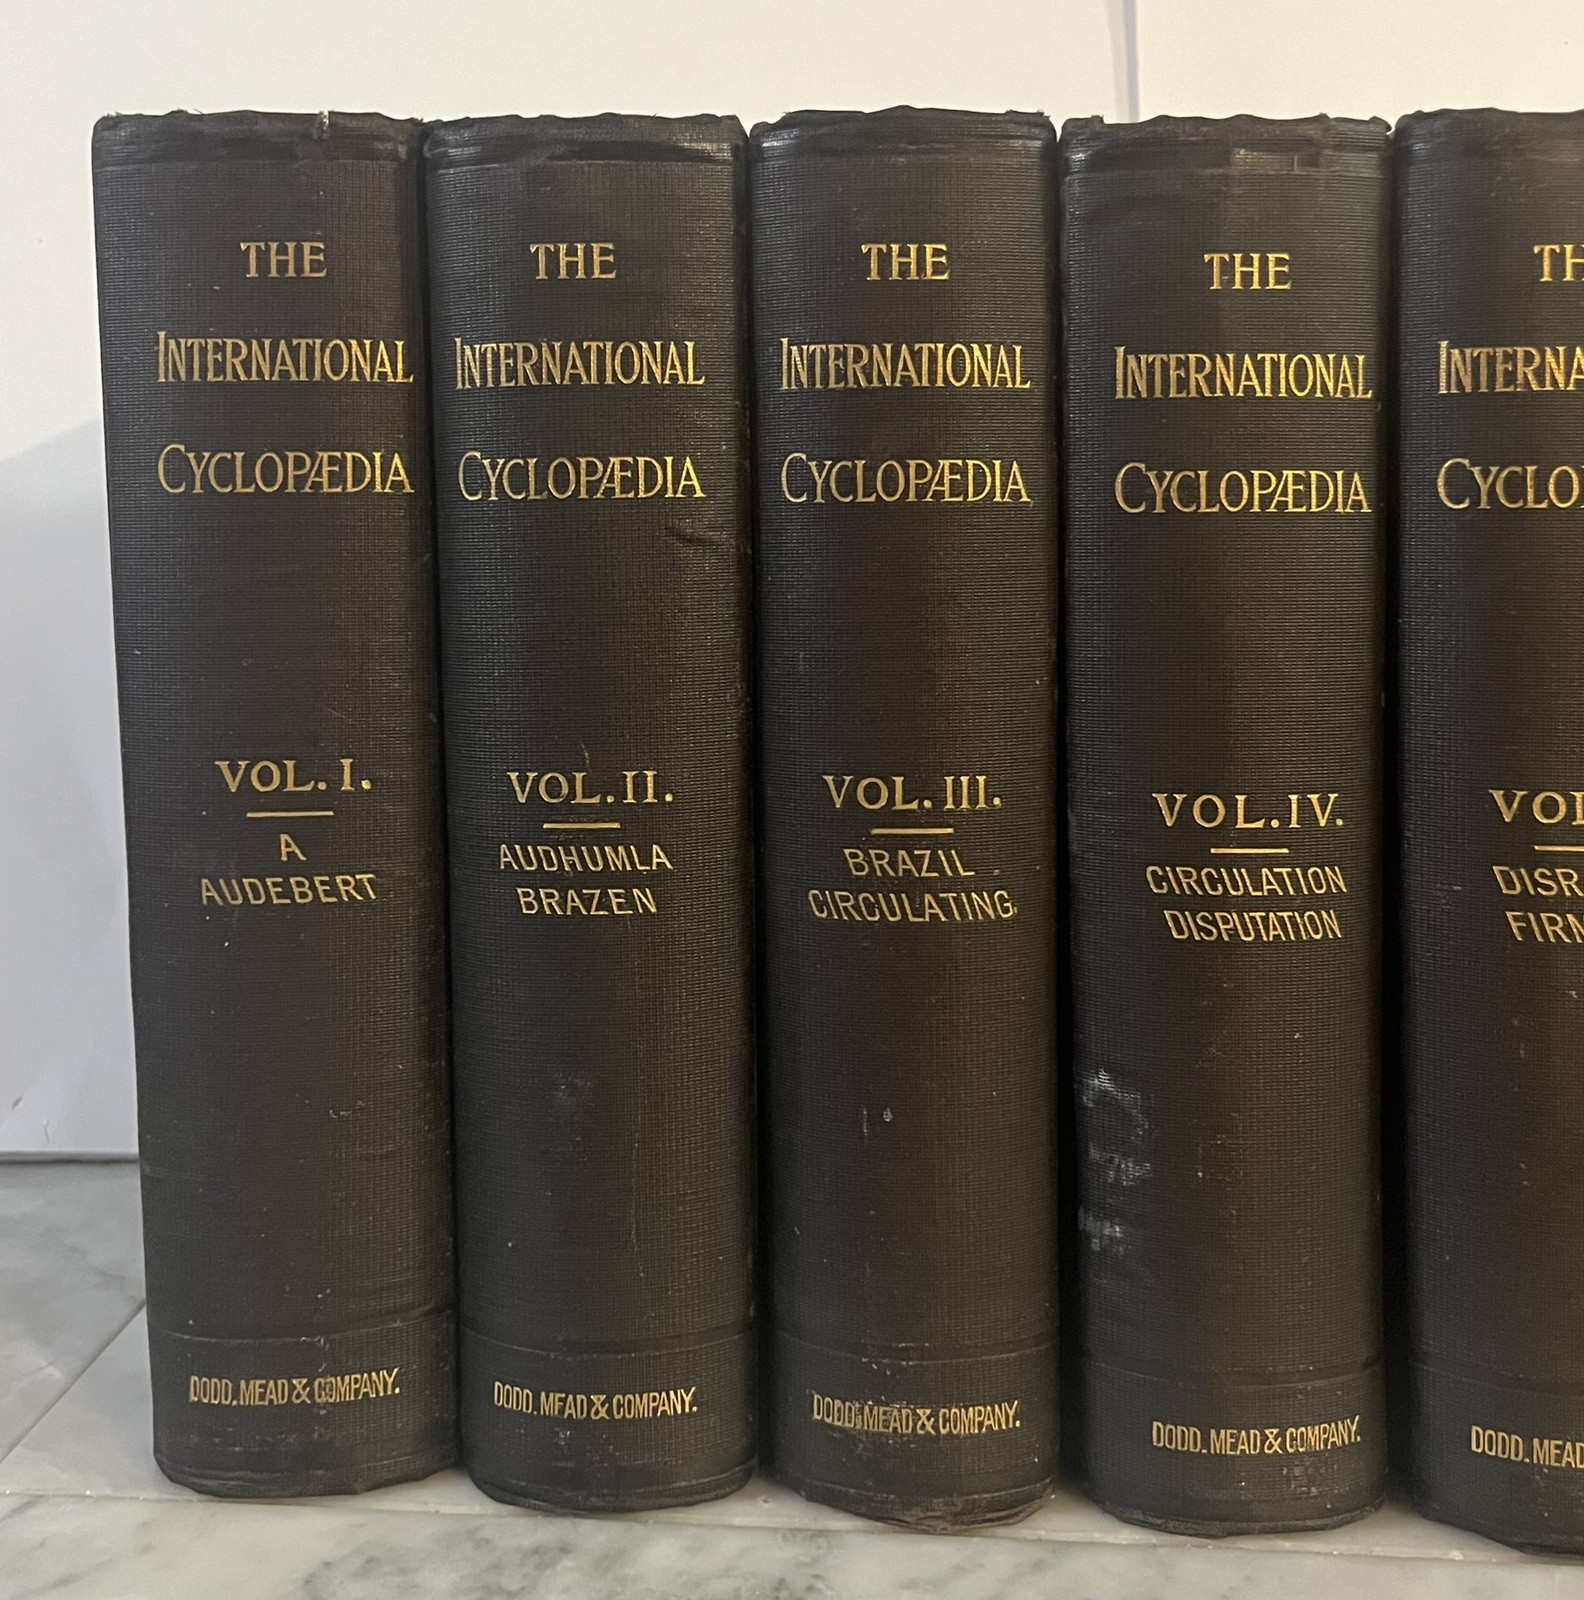 THE
INTERNATIONAL
CYCLOPÆDIA
VOL. I.
A
AUDEBERT
DODD, MEAD & COMPANY.
THE
INTERNATIONAL
CYCLOPÆDIA
VOL. II.
AUDHUMLA
BRAZEN
DODD, MEAD & COMPANY.
THE
INTERNATIONAL
CYCLOPÆDIA
VOL. III.
BRAZIL
CIRCULATING.
DODD, MEAD & COMPANY.
THE
INTERNATIONAL
CYCLOPÆDIA
VOL. IV.
CIRCULATION
DISPUTATION
DODD, MEAD & COMPANY.
DODD, MEAD